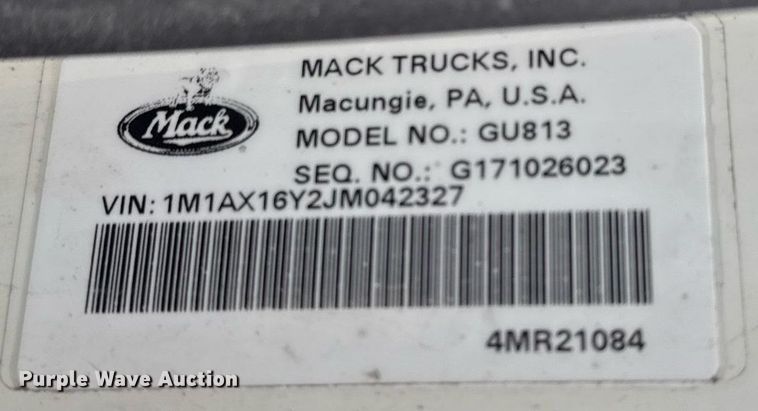 MACK TRUCKS, INC.
Macungie, PA, U.S.A.
Mack
MODEL NO.: GU813
SEQ. NO.: G171026023
VIN: 1M1AX16Y2JM042327
4MR21084
Purple Wave Auction